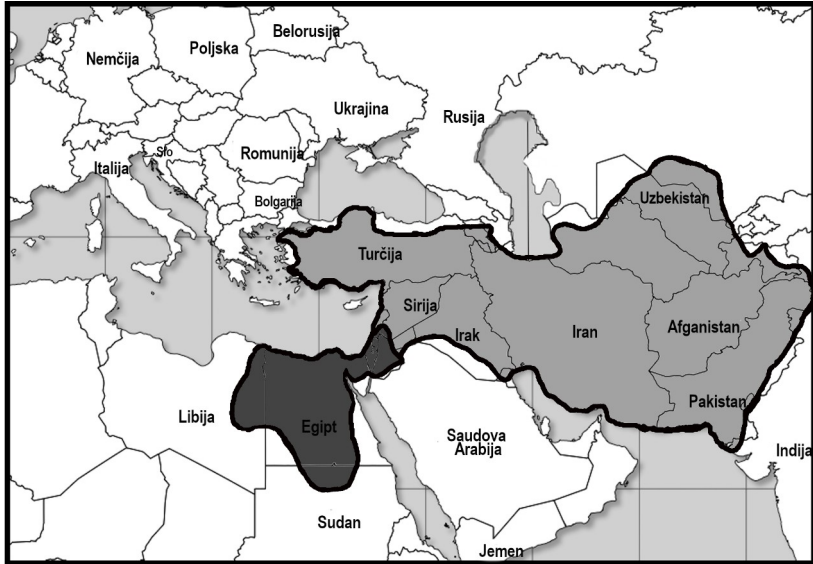 Belorusija
Nemčija
Poljska
Ukrajina
Rusija
Slo
Romunija
Italija
Bolgarija
Uzbekistan
Turčija
Sirija
Irak
Iran
Afganistan
Pakistan
Libija
Egipt
Saudova
Arabija
Indija
Sudan
Jemen